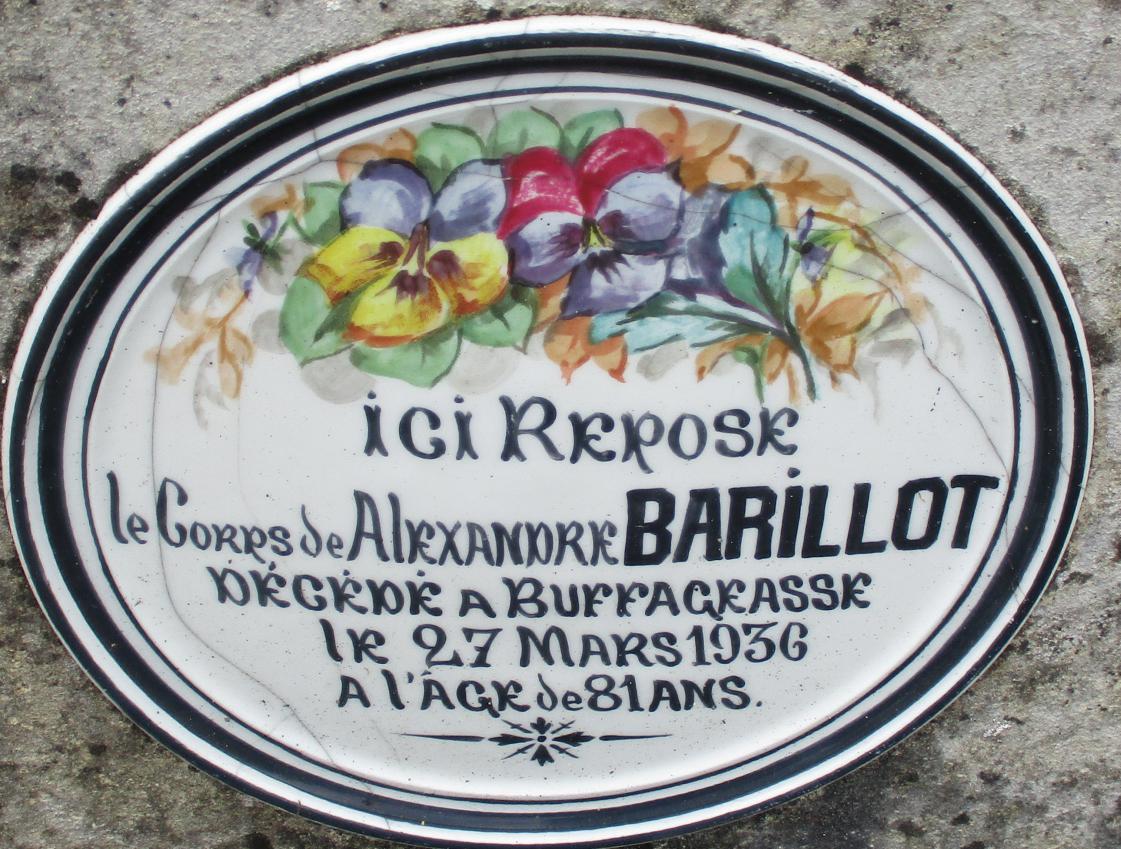 ici Repose
le Corps de Alexandre BARiLLOT
DÉCÉDÉ A BUFFAGEASSE
le 27 Mars 1936
A l'ÂGE de 81 ANS.